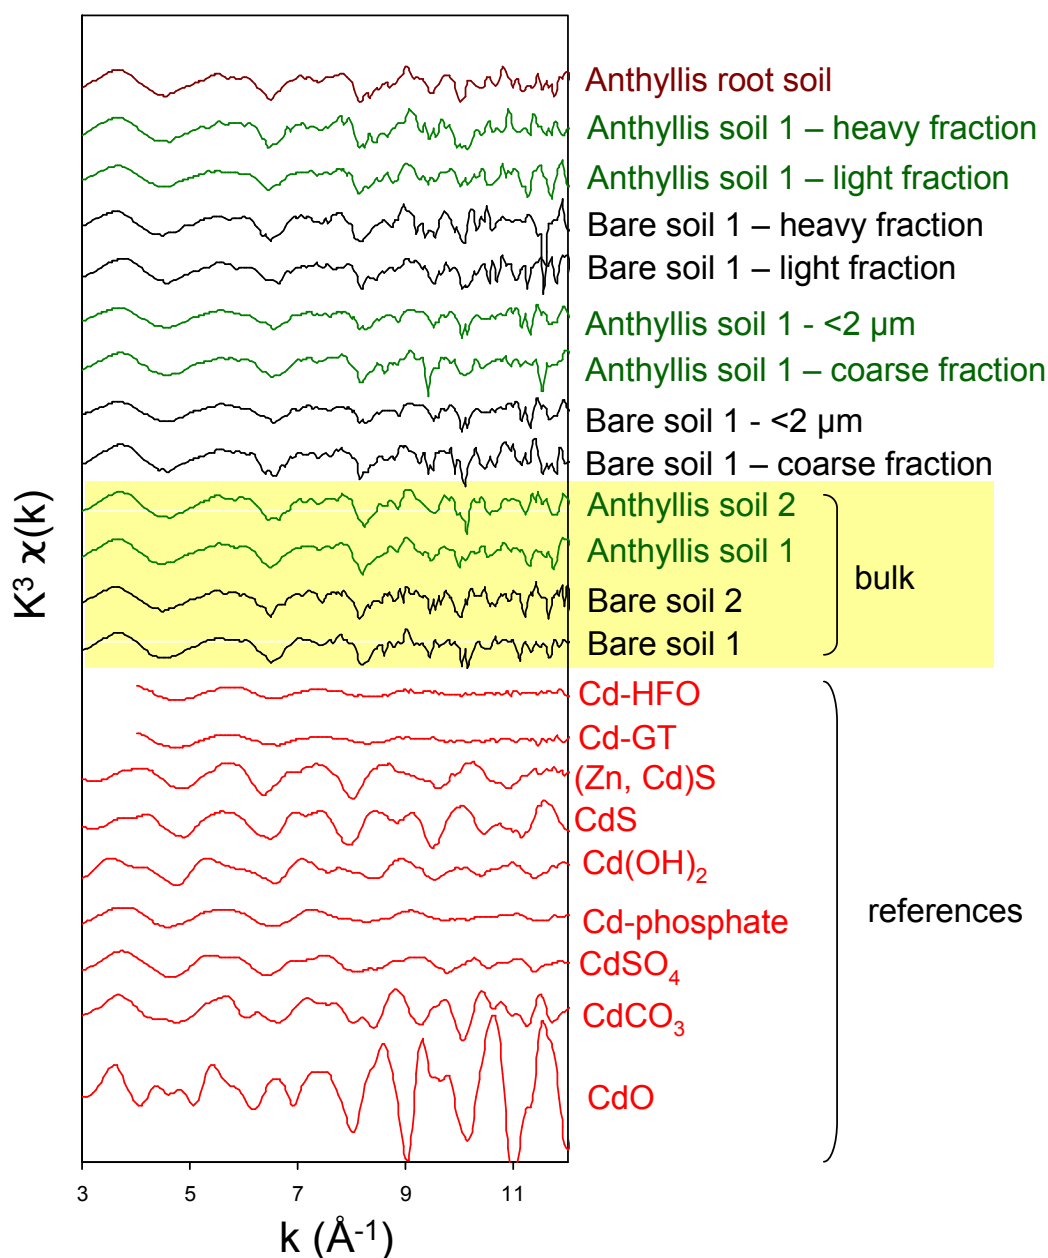 Anthyllis root soil
Anthyllis soil 1 – heavy fraction
Anthyllis soil 1 – light fraction
Bare soil 1 – heavy fraction
Bare soil 1 – light fraction
Anthyllis soil 1 - <2 µm
Anthyllis soil 1 – coarse fraction
Bare soil 1 - <2 µm
Bare soil 1 – coarse fraction
Anthyllis soil 2
Anthyllis soil 1
bulk
Bare soil 2
Bare soil 1
Cd-HFO
Cd-GT
(Zn, Cd)S
CdS
Cd(OH)₂
references
Cd-phosphate
CdSO₄
CdCO₃
CdO
K³ χ(k)
3 5 7 9 11
k (Å⁻¹)